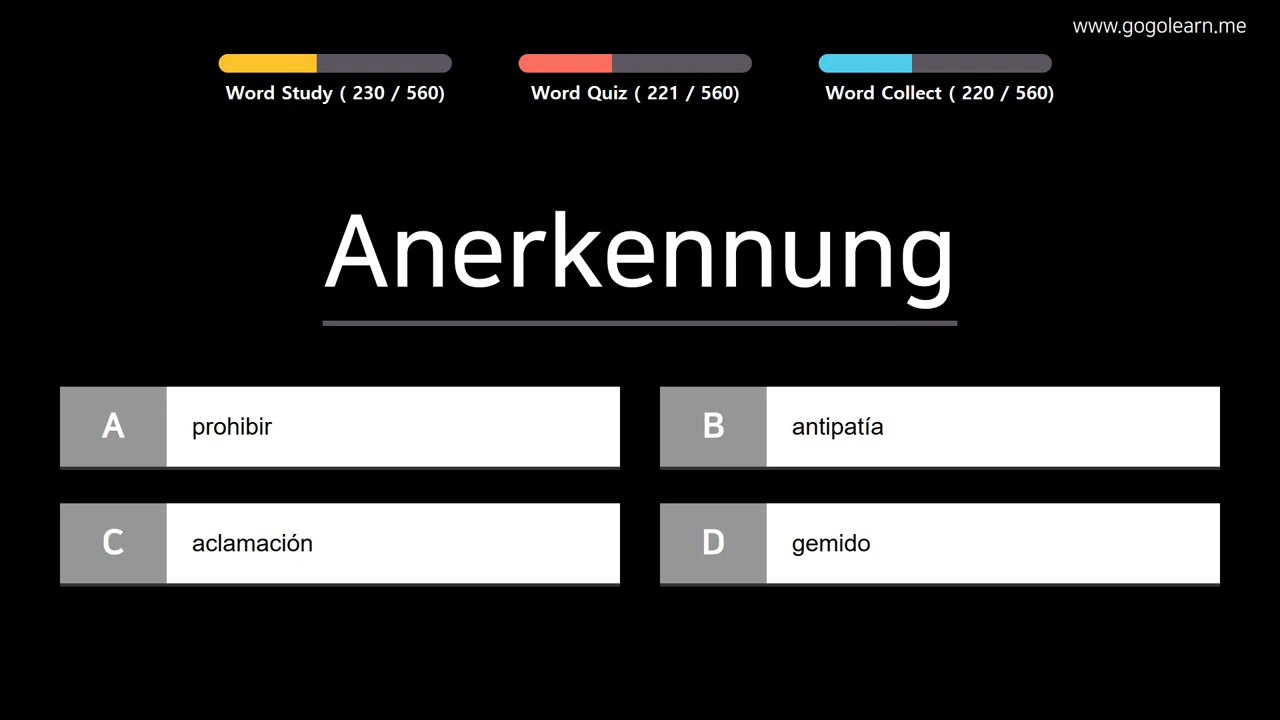 www.gogolearn.me
Word Study ( 230 / 560)
Word Quiz ( 221 / 560)
Word Collect ( 220 / 560)
Anerkennung
A prohibir
B antipatía
C aclamación
D gemido